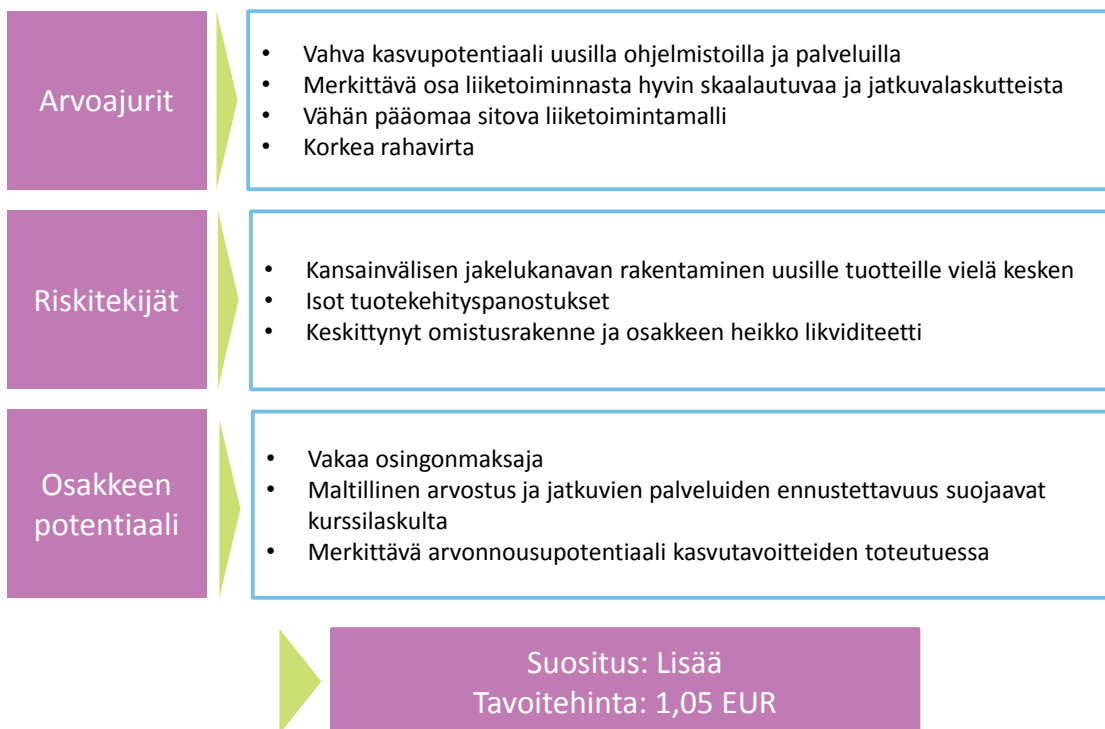 Arvoajurit
• Vahva kasvupotentiaali uusilla ohjelmistoilla ja palveluilla
• Merkittävä osa liiketoiminnasta hyvin skaalautuvaa ja jatkuvalaskutteista
• Vähän pääomaa sitova liiketoimintamalli
• Korkea rahavirta
Riskitekijät
• Kansainvälisen jakelukanavan rakentaminen uusille tuotteille vielä kesken
• Isot tuotekehityspanostukset
• Keskittynyt omistusrakenne ja osakkeen heikko likviditeetti
Osakkeen
potentiaali
• Vakaa osingonmaksaja
• Maltillinen arvostus ja jatkuvien palveluiden ennustettavuus suojaavat
kurssilaskulta
• Merkittävä arvonnousupotentiaali kasvutavoitteiden toteutuessa
Suositus: Lisää
Tavoitehinta: 1,05 EUR